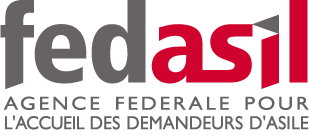 fedasil
AGENCE FEDERALE POUR
L'ACCUEIL DES DEMANDEURS D'ASILE